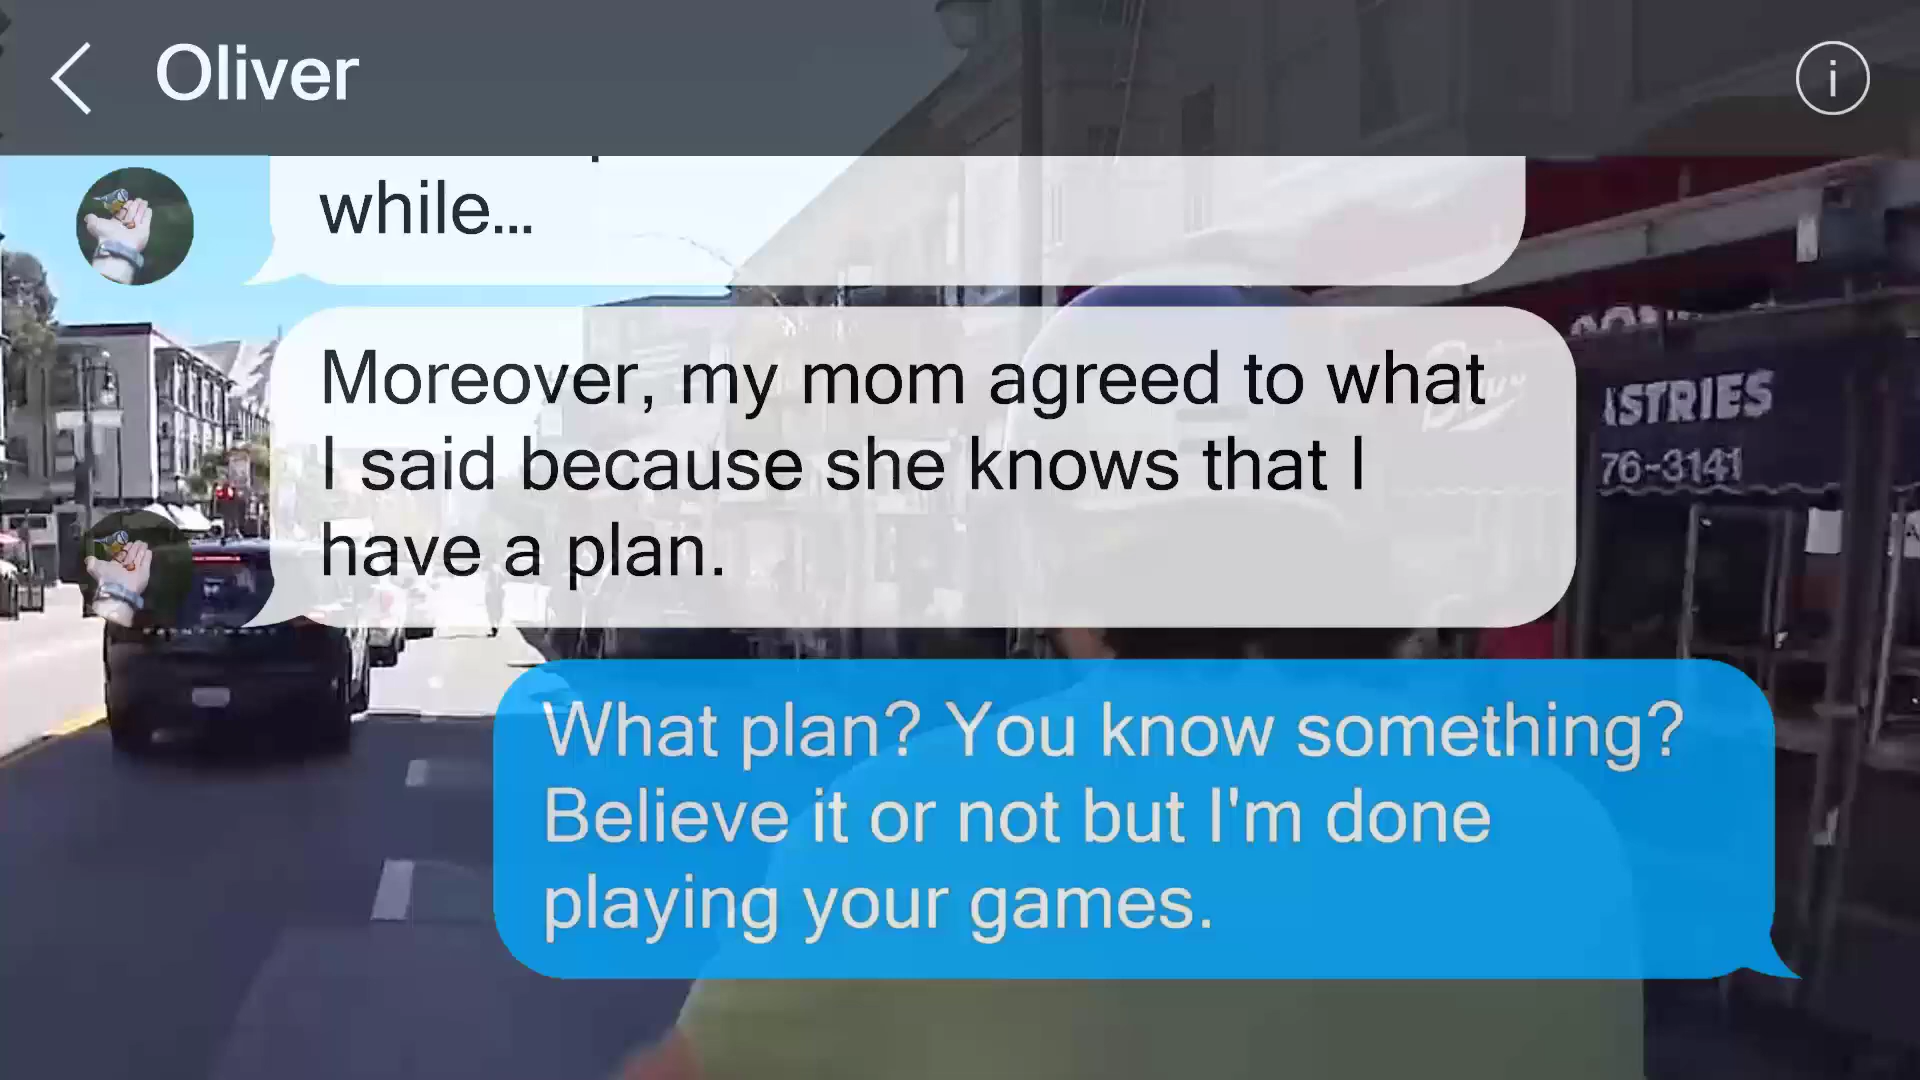 Oliver
while...
Moreover, my mom agreed to what
I said because she knows that I
have a plan.
What plan? You know something?
Believe it or not but I'm done
playing your games.
ASTRIES
76-3141